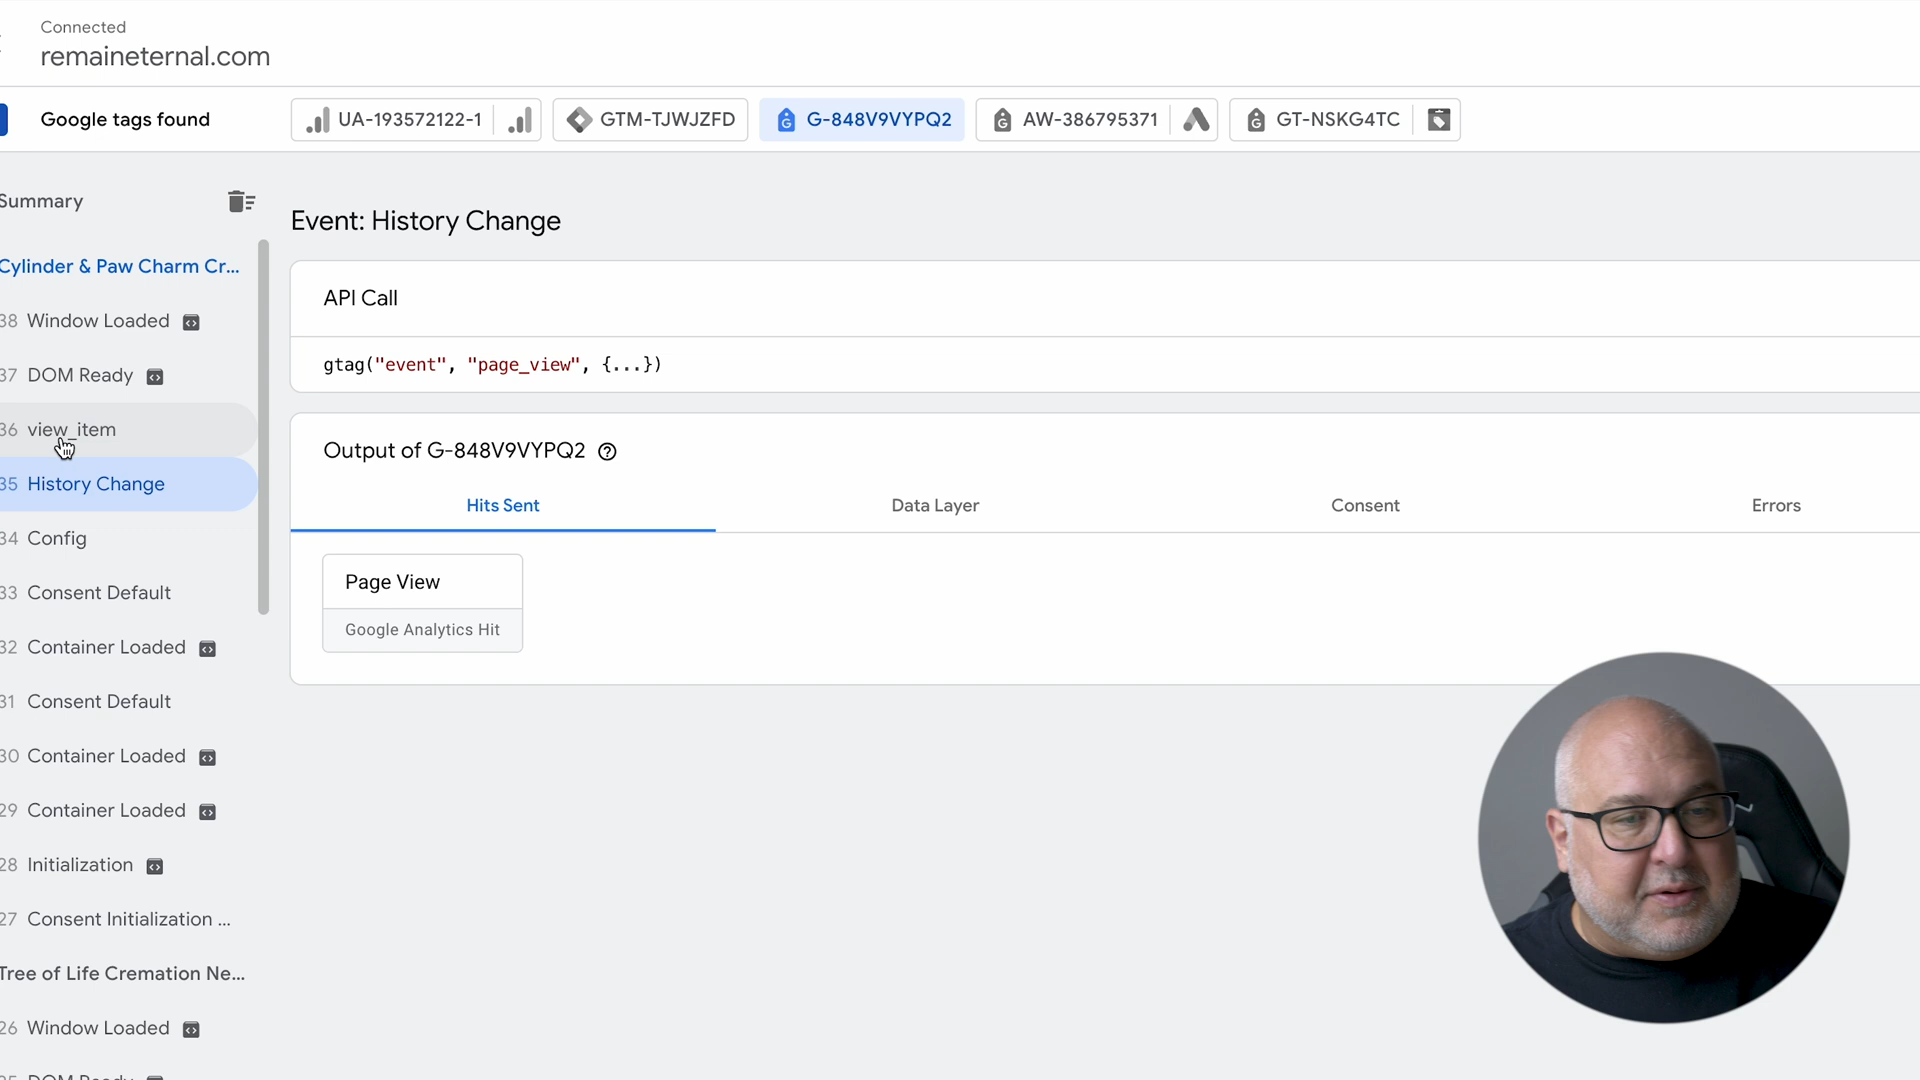 Connected
remaineternal.com
Google tags found
UA-193572122-1
GTM-TJWJZFD
G-848V9VYPQ2
AW-386795371
GT-NSKG4TC
Summary
Cylinder & Paw Charm Cr...
38 Window Loaded
37 DOM Ready
36 view_item
35 History Change
34 Config
33 Consent Default
32 Container Loaded
31 Consent Default
30 Container Loaded
29 Container Loaded
28 Initialization
27 Consent Initialization ...
Tree of Life Cremation Ne...
26 Window Loaded
25 DOM Ready
Event: History Change
API Call
gtag("event", "page_view", {...})
Output of G-848V9VYPQ2
Hits Sent
Data Layer
Consent
Errors
Page View
Google Analytics Hit